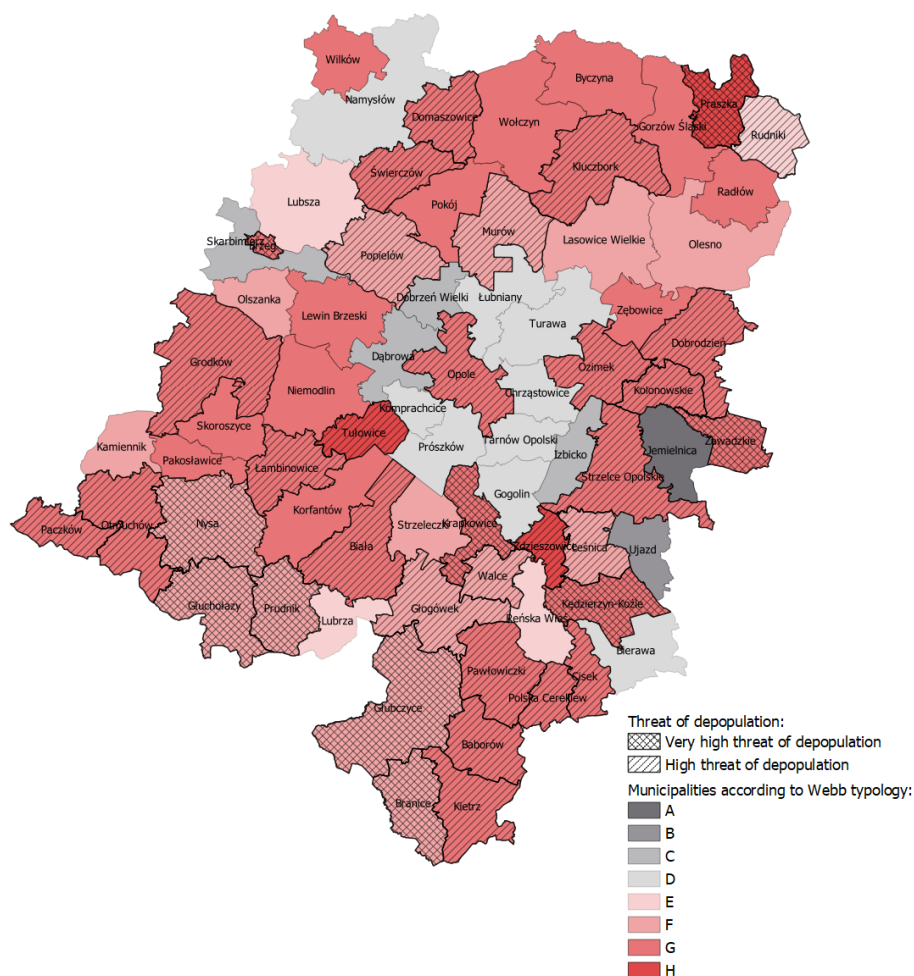 Wilków
Byczyna
Namysłów
Praszka
Domaszowice
Wołczyn
Gorzów Śląski
Rudniki
Kluczbork
Świerczów
Radłów
Lubsza
Pokój
Murów
Skarbimierz
Brzeg
Lasowice Wielkie
Olesno
Popielów
Olszanka
Dobrzeń Wielki
Łubniany
Lewin Brzeski
Turawa
Zębowice
Dobrodzień
Grodków
Dąbrowa
Opole
Ozimek
Niemodlin
Chrząstowice
Kolonowskie
Komprachcice
Skoroszyce
Tułowice
Prószków
Tarnów Opolski
Jemielnica
Zawadzkie
Kamiennik
Pakosławice
Izbicko
Łambinowice
Strzelce Opolskie
Gogolin
Korfantów
Paczków
Otmuchów
Nysa
Strzeleczki
Krapkowice
Biała
Zdzieszowice
Leśnica
Ujazd
Walce
Głuchołazy
Prudnik
Głogówek
Kędzierzyn-Koźle
Lubrza
Reńska Wieś
Bierawa
Pawłowiczki
Cisek
Polska Cerekiew
Głubczyce
Baborów
Branice
Kietrz
Threat of depopulation:
Very high threat of depopulation
High threat of depopulation
Municipalities according to Webb typology:
A
B
C
D
E
F
G
H